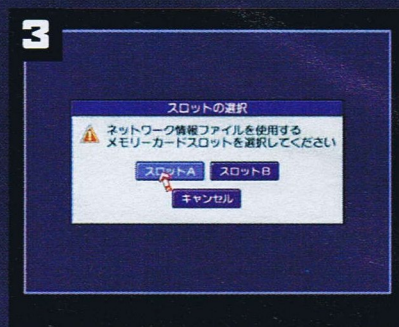 3
スロットの選択
ネットワーク情報ファイルを使用する
メモリーカードスロットを選択してください
スロットA スロットB
キャンセル